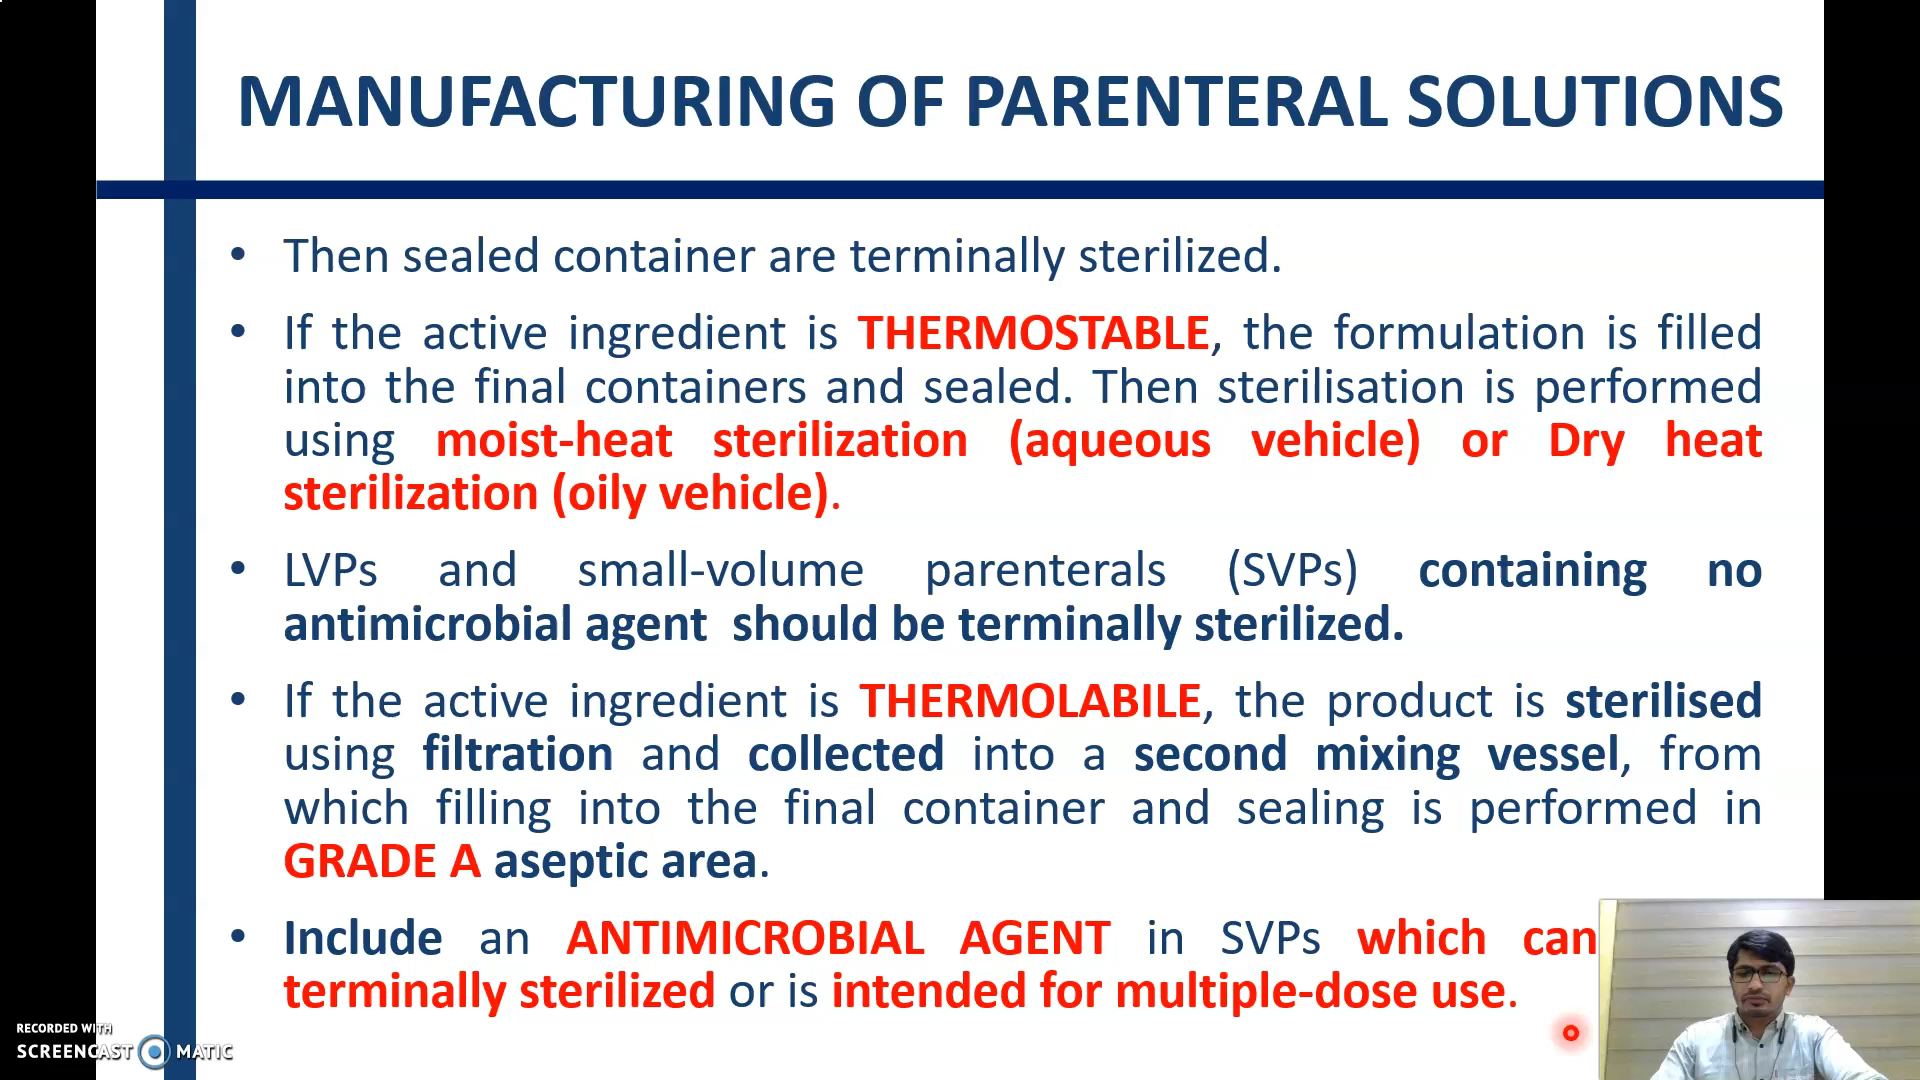 MANUFACTURING OF PARENTERAL SOLUTIONS
• Then sealed container are terminally sterilized.
• If the active ingredient is THERMOSTABLE, the formulation is filled
into the final containers and sealed. Then sterilisation is performed
using moist-heat sterilization (aqueous vehicle) or Dry heat
sterilization (oily vehicle).
• LVPs and small-volume parenterals (SVPs) containing no
antimicrobial agent should be terminally sterilized.
• If the active ingredient is THERMOLABILE, the product is sterilised
using filtration and collected into a second mixing vessel, from
which filling into the final container and sealing is performed in
GRADE A aseptic area.
• Include an ANTIMICROBIAL AGENT in SVPs which can
terminally sterilized or is intended for multiple-dose use.
RECORDED WITH
SCREENCAST MATIC